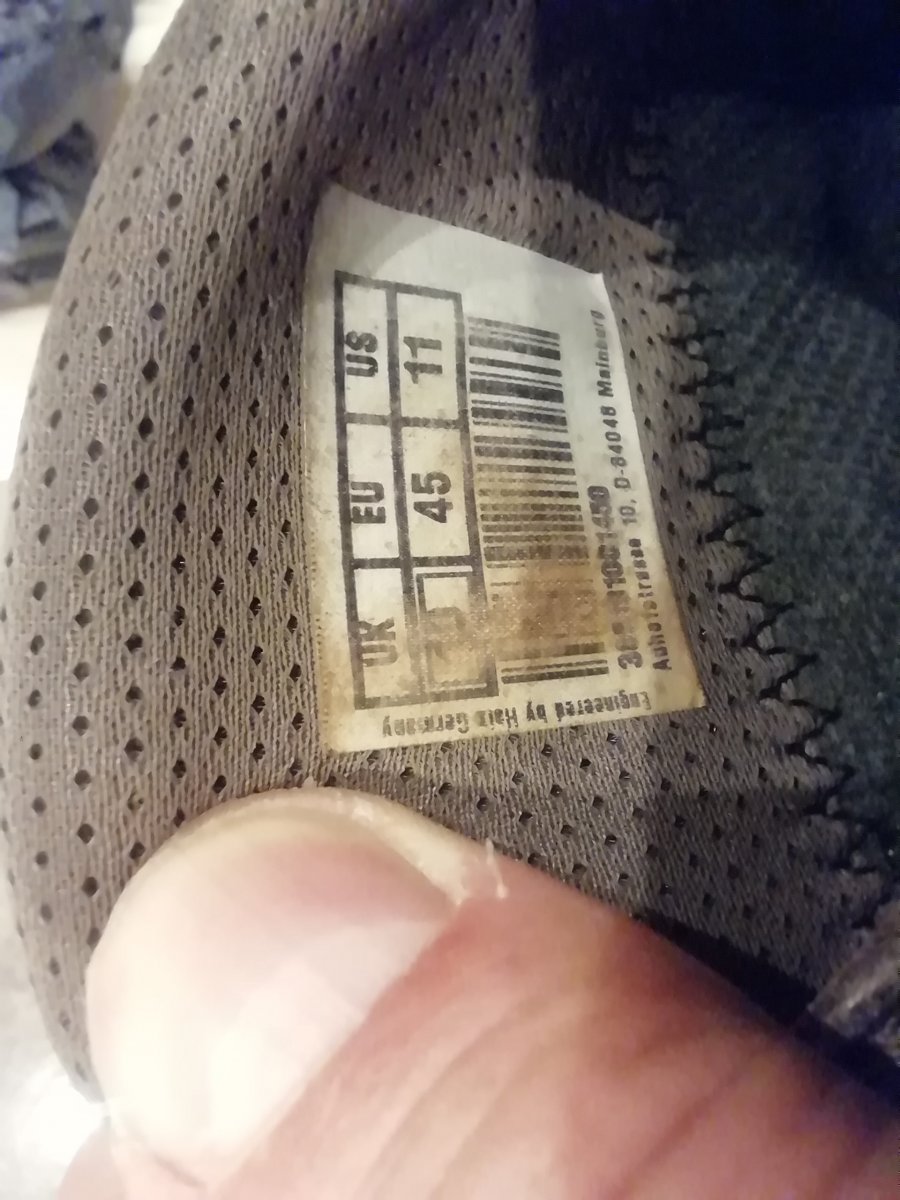 UK EU US
45 11
Auhofstrasse 10, D-84048 Mainburg
Engineered by Haix Germany